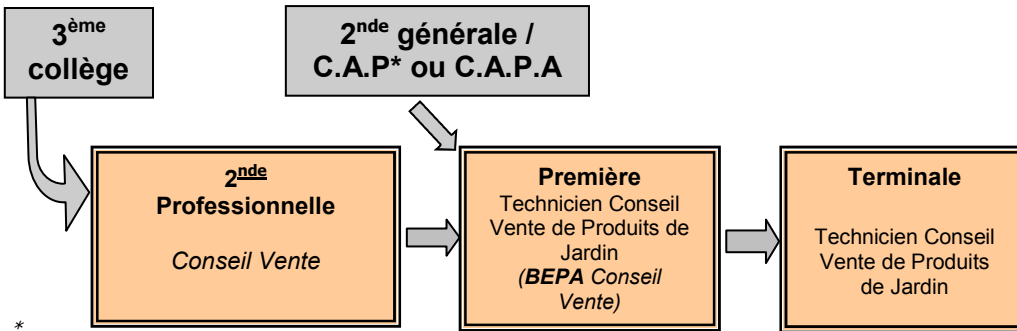 3ème
collège
2nde générale /
C.A.P* ou C.A.P.A
2nde
Professionnelle
Conseil Vente
Première
Technicien Conseil
Vente de Produits de
Jardin
(BEPA Conseil
Vente)
Terminale
Technicien Conseil
Vente de Produits
de Jardin
*